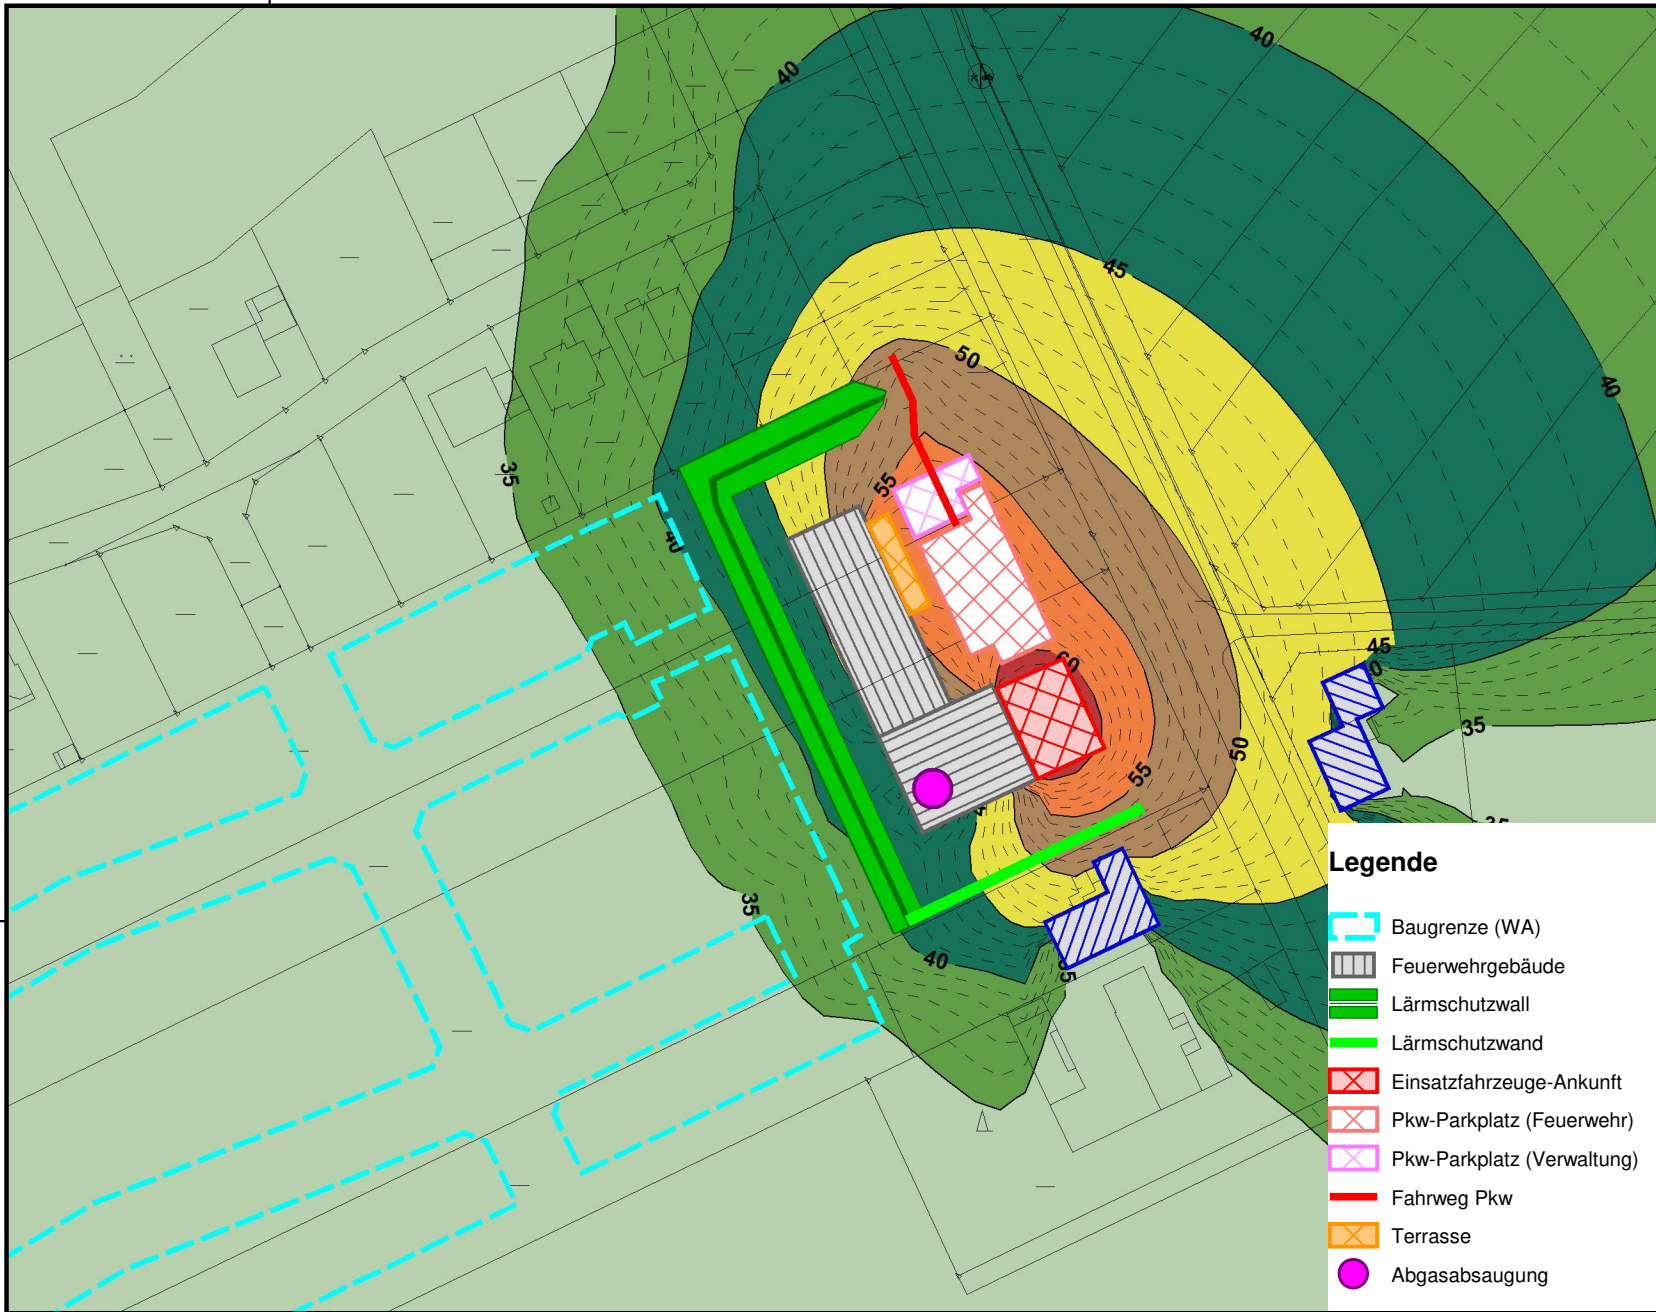 40
40
45
50
40
35
55
40
60
45
35
50
55
35
40
Legende
Baugrenze (WA)
Feuerwehrgebäude
Lärmschutzwall
Lärmschutzwand
Einsatzfahrzeuge-Ankunft
Pkw-Parkplatz (Feuerwehr)
Pkw-Parkplatz (Verwaltung)
Fahrweg Pkw
Terrasse
Abgasabsaugung